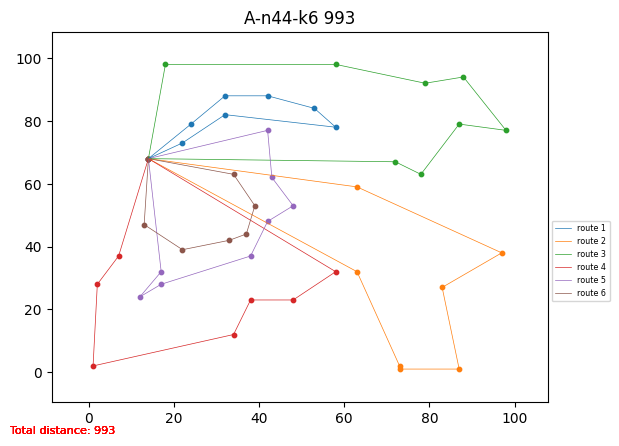 A-n44-k6 993
100
80
60
40
20
0
0 20 40 60 80 100
route 1
route 2
route 3
route 4
route 5
route 6
Total distance: 993